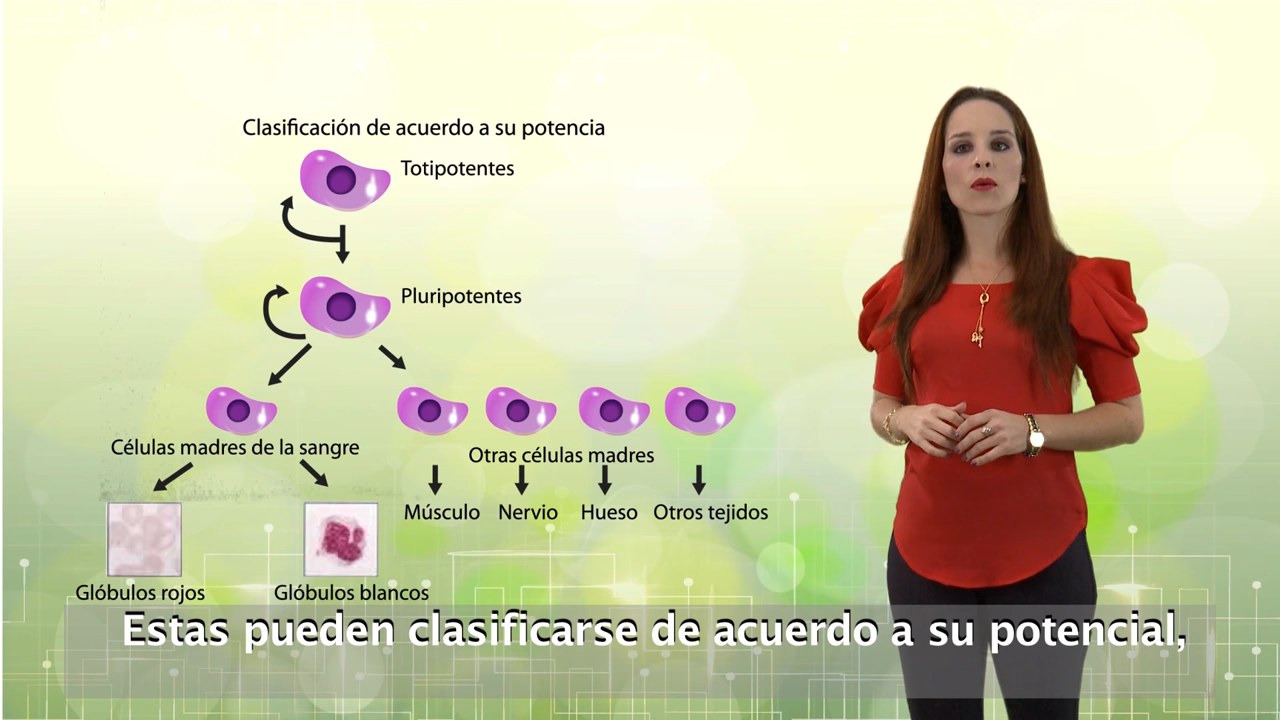 Clasificación de acuerdo a su potencia
Totipotentes
Pluripotentes
Células madres de la sangre
Otras células madres
Músculo
Nervio
Hueso
Otros tejidos
Glóbulos rojos
Glóbulos blancos
Estas pueden clasificarse de acuerdo a su potencial,